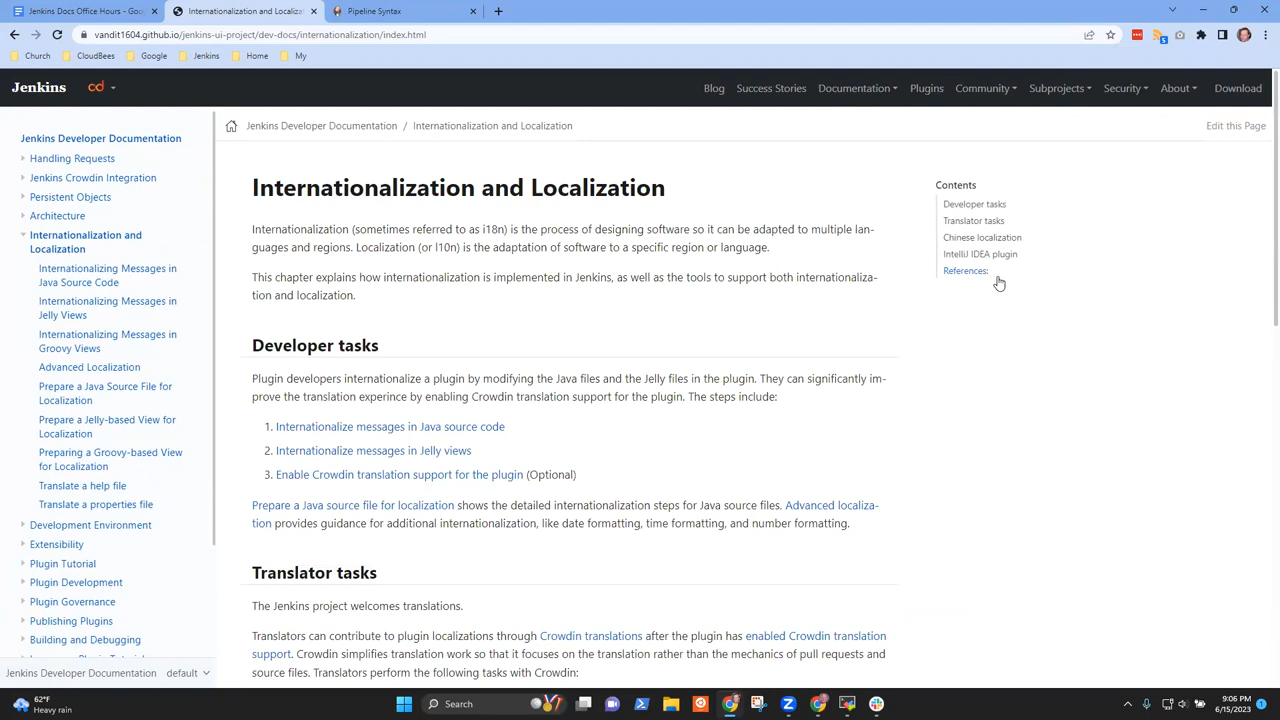 Jenkins Docs Office Hours - Goog
Internationalization and Localiza
Pipeline Syntax
vandit1604.github.io/jenkins-ui-project/dev-docs/internationalization/index.html
Church
CloudBees
Google
Jenkins
Home
My
Jenkins
cd
Blog
Success Stories
Documentation
Plugins
Community
Subprojects
Security
About
Download
Jenkins Developer Documentation / Internationalization and Localization
Edit this Page
Jenkins Developer Documentation
Handling Requests
Jenkins Crowdin Integration
Persistent Objects
Architecture
Internationalization and
Localization
Internationalizing Messages in
Java Source Code
Internationalizing Messages in
Jelly Views
Internationalizing Messages in
Groovy Views
Advanced Localization
Prepare a Java Source File for
Localization
Prepare a Jelly-based View for
Localization
Preparing a Groovy-based View
for Localization
Translate a help file
Translate a properties file
Development Environment
Extensibility
Plugin Tutorial
Plugin Development
Plugin Governance
Publishing Plugins
Building and Debugging
Jenkins Developer Documentation
default
Internationalization and Localization
Internationalization (sometimes referred to as i18n) is the process of designing software so it can be adapted to multiple lan-
guages and regions. Localization (or l10n) is the adaptation of software to a specific region or language.
This chapter explains how internationalization is implemented in Jenkins, as well as the tools to support both internationaliza-
tion and localization.
Developer tasks
Plugin developers internationalize a plugin by modifying the Java files and the Jelly files in the plugin. They can significantly im-
prove the translation experince by enabling Crowdin translation support for the plugin. The steps include:
1. Internationalize messages in Java source code
2. Internationalize messages in Jelly views
3. Enable Crowdin translation support for the plugin (Optional)
Prepare a Java source file for localization shows the detailed internationalization steps for Java source files. Advanced localiza-
tion provides guidance for additional internationalization, like date formatting, time formatting, and number formatting.
Translator tasks
The Jenkins project welcomes translations.
Translators can contribute to plugin localizations through Crowdin translations after the plugin has enabled Crowdin translation
support. Crowdin simplifies translation work so that it focuses on the translation rather than the mechanics of pull requests and
source files. Translators perform the following tasks with Crowdin:
Contents
Developer tasks
Translator tasks
Chinese localization
IntelliJ IDEA plugin
References:
62°F
Heavy rain
Search
9:06 PM
6/15/2023